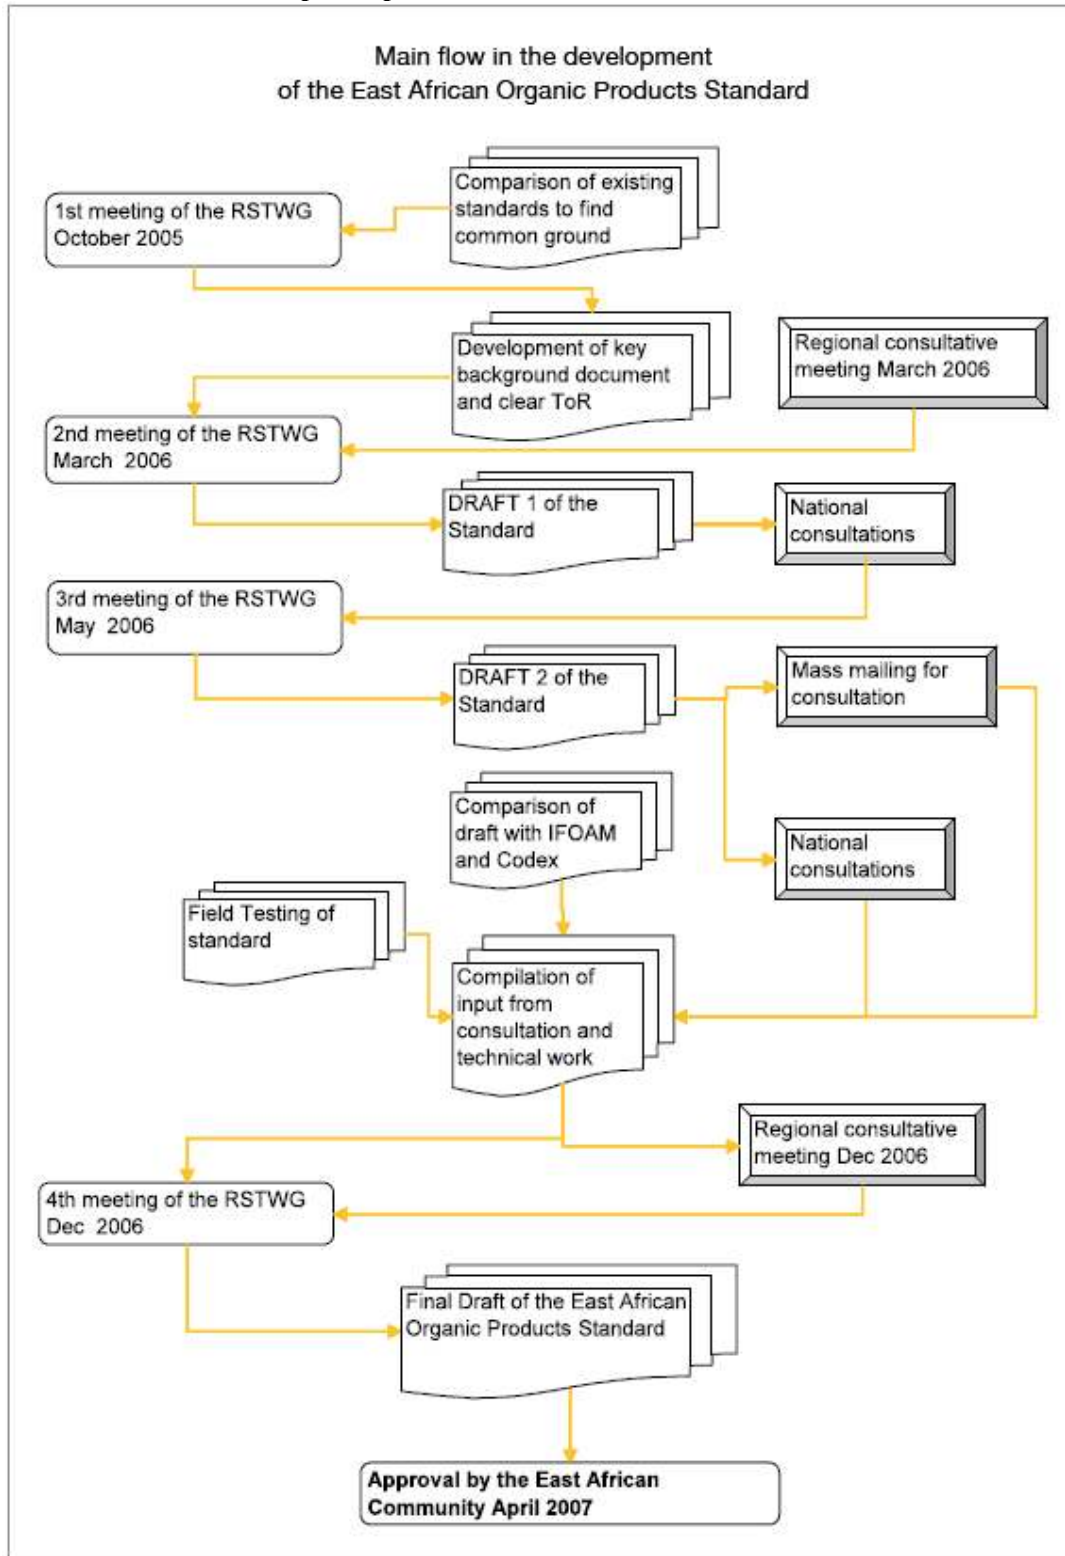 Main flow in the development
of the East African Organic Products Standard
Comparison of existing
standards to find
common ground
1st meeting of the RSTWG
October 2005
Development of key
background document
and clear ToR
Regional consultative
meeting March 2006
2nd meeting of the RSTWG
March 2006
DRAFT 1 of the
Standard
National
consultations
3rd meeting of the RSTWG
May 2006
DRAFT 2 of the
Standard
Mass mailing for
consultation
Comparison of
draft with IFOAM
and Codex
National
consultations
Field Testing of
standard
Compilation of
input from
consultation and
technical work
Regional consultative
meeting Dec 2006
4th meeting of the RSTWG
Dec 2006
Final Draft of the East African
Organic Products Standard
Approval by the East African
Community April 2007